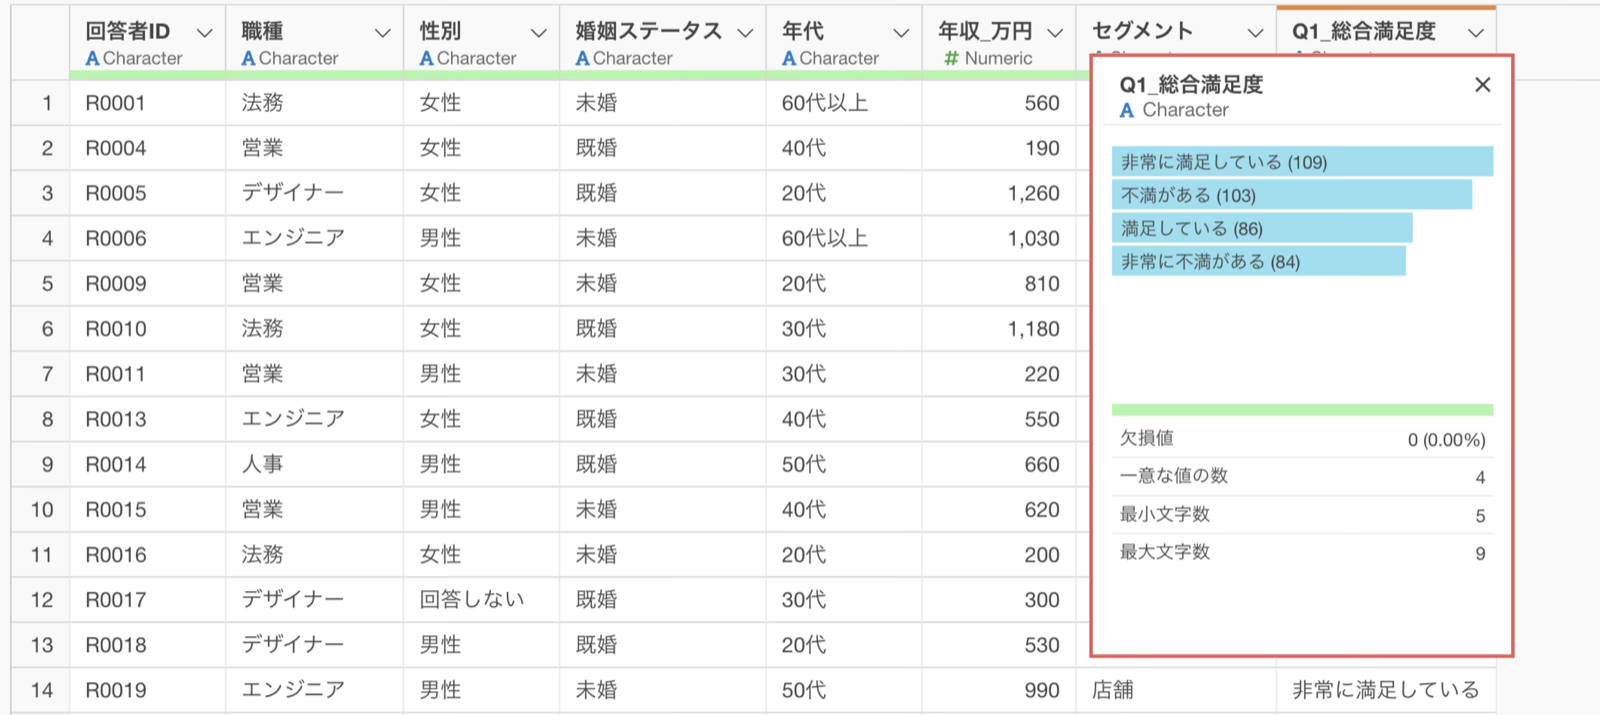 回答者ID 職種 性別 婚姻ステータス 年代 年収_万円 セグメント Q1_総合満足度
A Character A Character A Character A Character A Character # Numeric
1 R0001 法務 女性 未婚 60代以上 560
2 R0004 営業 女性 既婚 40代 190
3 R0005 デザイナー 女性 既婚 20代 1,260
4 R0006 エンジニア 男性 未婚 60代以上 1,030
5 R0009 営業 女性 未婚 20代 810
6 R0010 法務 女性 既婚 30代 1,180
7 R0011 営業 男性 未婚 30代 220
8 R0013 エンジニア 女性 既婚 40代 550
9 R0014 人事 男性 既婚 50代 660
10 R0015 営業 男性 未婚 40代 620
11 R0016 法務 女性 未婚 20代 200
12 R0017 デザイナー 回答しない 既婚 30代 300
13 R0018 デザイナー 男性 既婚 20代 530
14 R0019 エンジニア 男性 未婚 50代 990 店舗 非常に満足している
Q1_総合満足度
A Character
非常に満足している (109)
不満がある (103)
満足している (86)
非常に不満がある (84)
欠損値 0 (0.00%)
一意な値の数 4
最小文字数 5
最大文字数 9